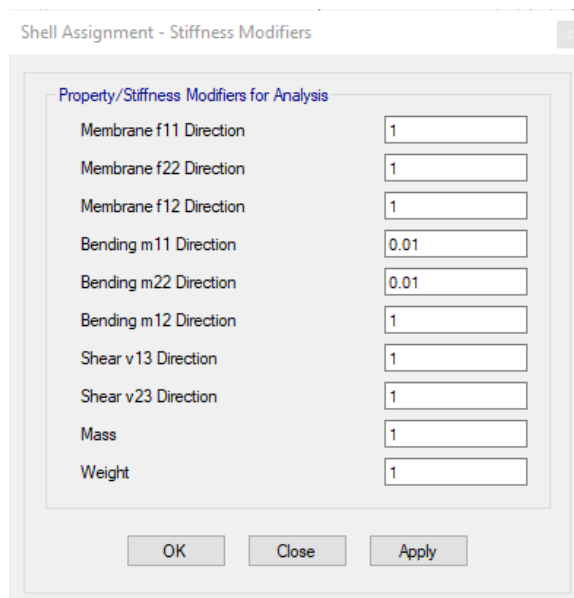 Shell Assignment - Stiffness Modifiers
Property/Stiffness Modifiers for Analysis
Membrane f11 Direction 1
Membrane f22 Direction 1
Membrane f12 Direction 1
Bending m11 Direction 0.01
Bending m22 Direction 0.01
Bending m12 Direction 1
Shear v13 Direction 1
Shear v23 Direction 1
Mass 1
Weight 1
OK Close Apply